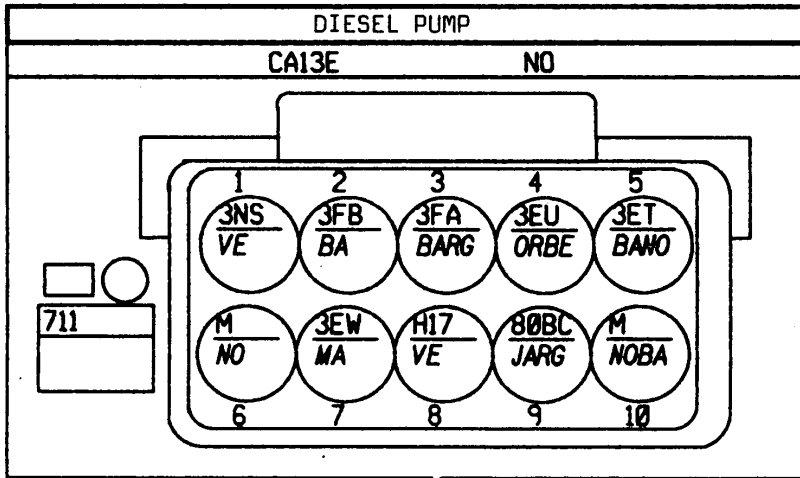 DIESEL PUMP
CA13E NO
1 2 3 4 5
3NS 3FB 3FA 3EU 3ET
VE BA BARG ORBE BANO
711
M 3EW H17 80BC M
NO MA VE JARG NOBA
6 7 8 9 10